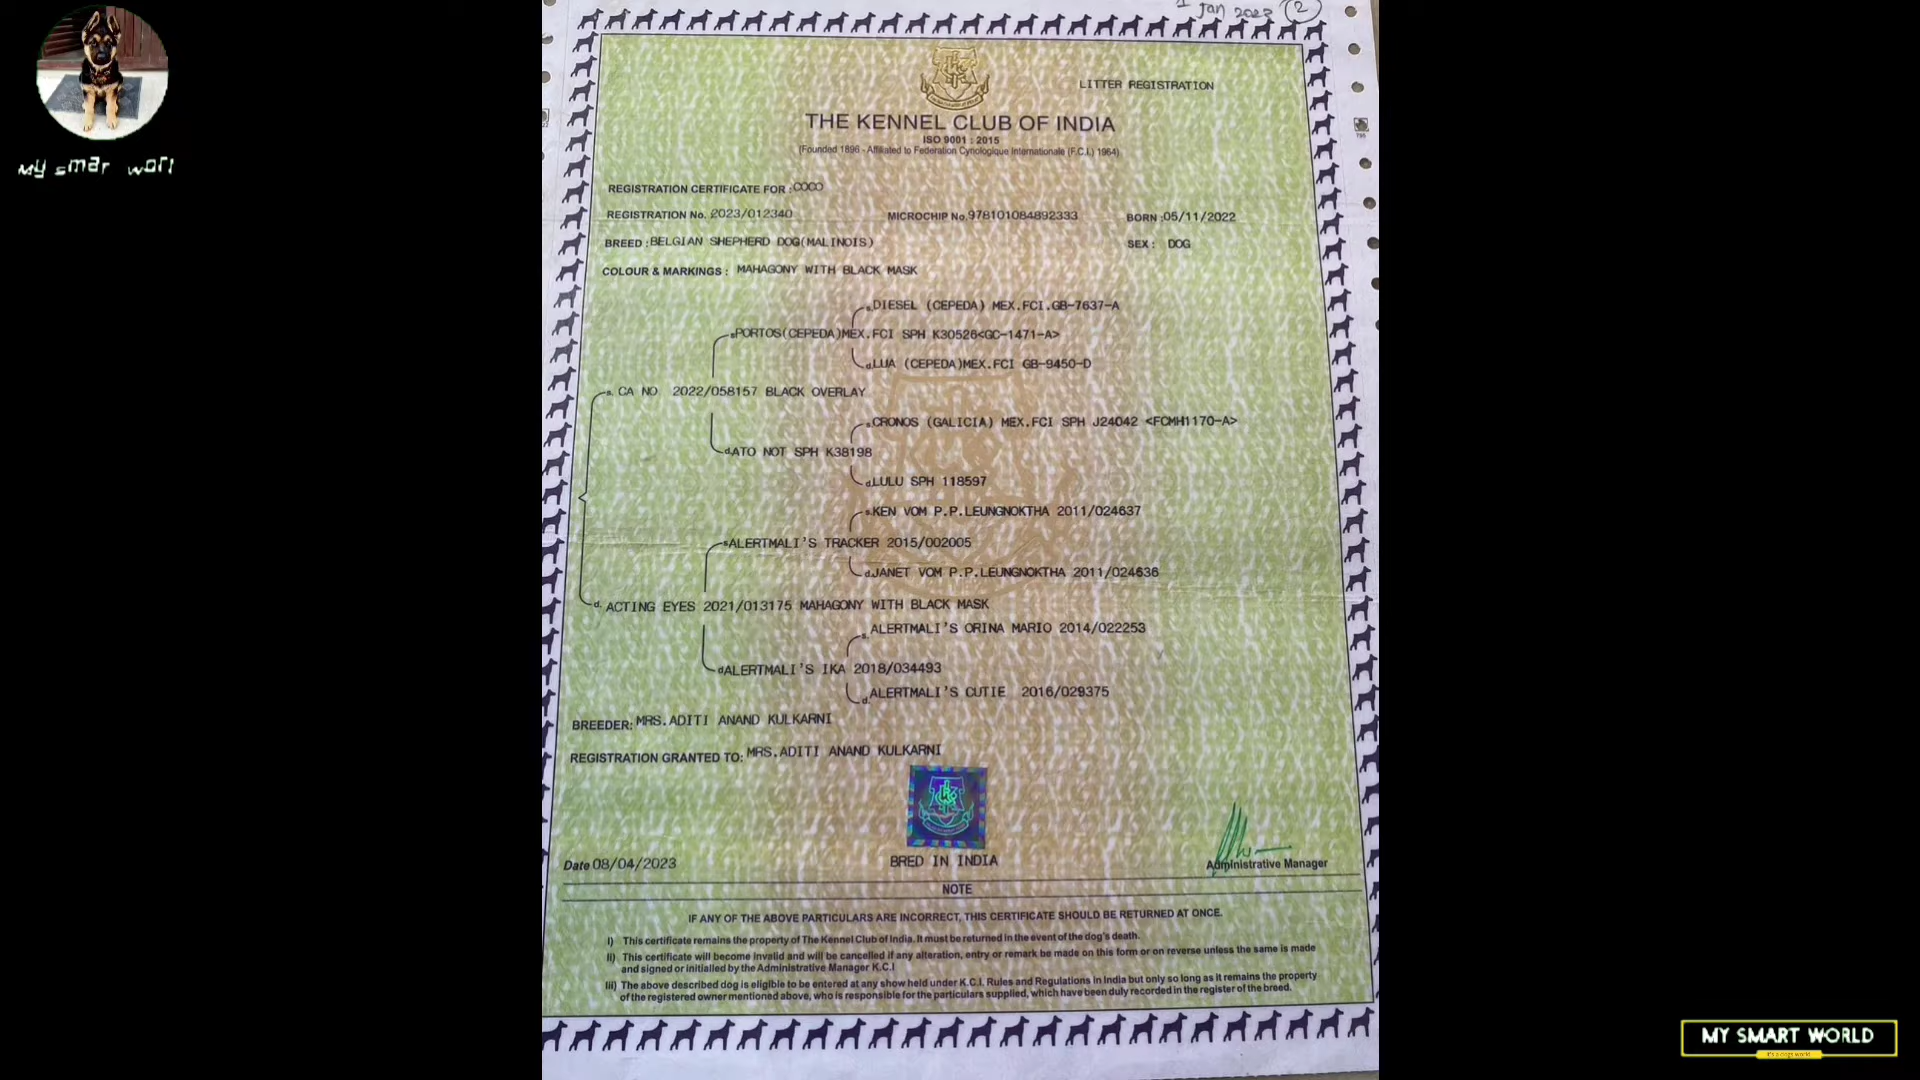 1 Jan 2023 (2)
LITTER REGISTRATION
THE KENNEL CLUB OF INDIA
ISO 9001 : 2015
(Founded 1896 - Affiliated to Federation Cynologique Internationale (F.C.I.) 1964)
My smar worl
REGISTRATION CERTIFICATE FOR : COCO
REGISTRATION No. 2023/012340 MICROCHIP No. 978101084892333 BORN : 05/11/2022
BREED : BELGIAN SHEPHERD DOG(MALINOIS) SEX : DOG
COLOUR & MARKINGS : MAHAGONY WITH BLACK MASK
s. DIESEL (CEPEDA) MEX.FCI.GB-7637-A
s. PORTOS(CEPEDA)MEX.FCI SPH K30526<GC-1471-A>
d. LUA (CEPEDA)MEX.FCI GB-9450-D
s. CA NO 2022/058157 BLACK OVERLAY
s. CRONOS (GALICIA) MEX.FCI SPH J24042 <FCMH1170-A>
d. ATO NOT SPH K38198
d. LULU SPH 118597
s. KEN VOM P.P.LEUNGNOKTHA 2011/024637
s. ALERTMALI'S TRACKER 2015/002005
d. JANET VOM P.P.LEUNGNOKTHA 2011/024636
d. ACTING EYES 2021/013175 MAHAGONY WITH BLACK MASK
s. ALERTMALI'S ORINA MARIO 2014/022253
d. ALERTMALI'S IKA 2018/034493
d. ALERTMALI'S CUTIE 2016/029375
BREEDER: MRS.ADITI ANAND KULKARNI
REGISTRATION GRANTED TO: MRS.ADITI ANAND KULKARNI
Date 08/04/2023 BRED IN INDIA Administrative Manager
NOTE
IF ANY OF THE ABOVE PARTICULARS ARE INCORRECT, THIS CERTIFICATE SHOULD BE RETURNED AT ONCE.
i) This certificate remains the property of The Kennel Club of India. It must be returned in the event of the dog's death.
ii) This certificate will become invalid and will be cancelled if any alteration, entry or remark be made on this form or on reverse unless the same is made
and signed or initialled by the Administrative Manager K.C.I
iii) The above described dog is eligible to be entered at any show held under K.C.I. Rules and Regulations in India but only so long as it remains the property
of the registered owner mentioned above, who is responsible for the particulars supplied, which have been duly recorded in the register of the breed.
MY SMART WORLD